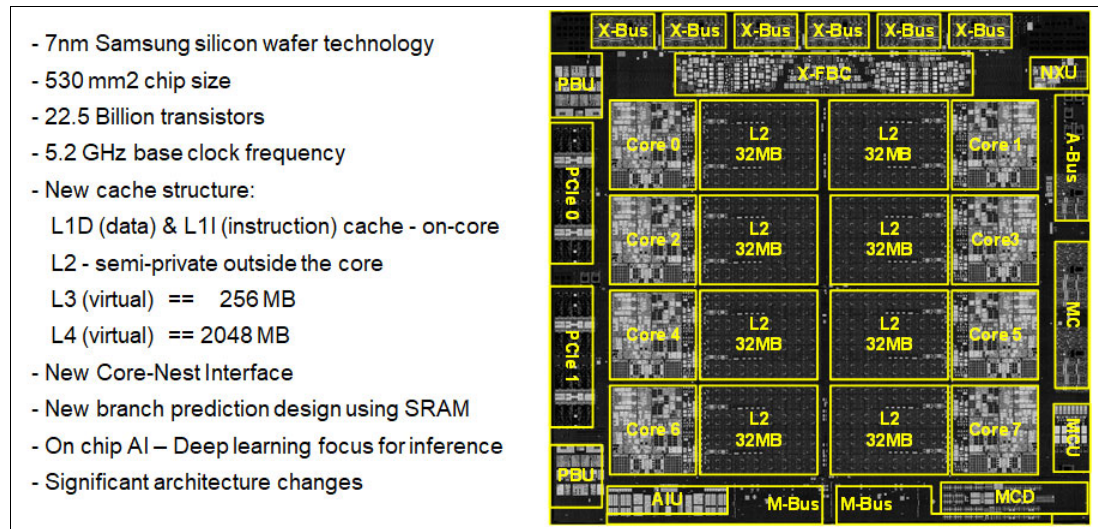 - 7nm Samsung silicon wafer technology
- 530 mm2 chip size
- 22.5 Billion transistors
- 5.2 GHz base clock frequency
- New cache structure:
L1D (data) & L1I (instruction) cache - on-core
L2 - semi-private outside the core
L3 (virtual) == 256 MB
L4 (virtual) == 2048 MB
- New Core-Nest Interface
- New branch prediction design using SRAM
- On chip AI – Deep learning focus for inference
- Significant architecture changes
X-Bus X-Bus X-Bus X-Bus X-Bus X-Bus
PBU X-FBC NXU
Core 0 L2 32MB L2 32MB Core 1
PCIe 0
A-Bus
Core 2 L2 32MB L2 32MB Core3
MC
Core 4 L2 32MB L2 32MB Core 5
PCIe 1
Core 6 L2 32MB L2 32MB Core 7
MCU
PBU
AIU M-Bus M-Bus MCD